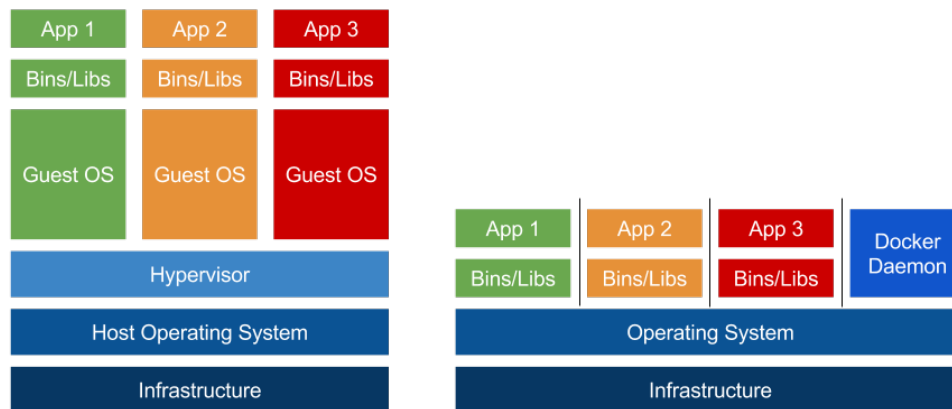 App 1
App 2
App 3
Bins/Libs
Bins/Libs
Bins/Libs
Guest OS
Guest OS
Guest OS
Hypervisor
Host Operating System
Infrastructure
App 1
App 2
App 3
Docker
Daemon
Bins/Libs
Bins/Libs
Bins/Libs
Operating System
Infrastructure